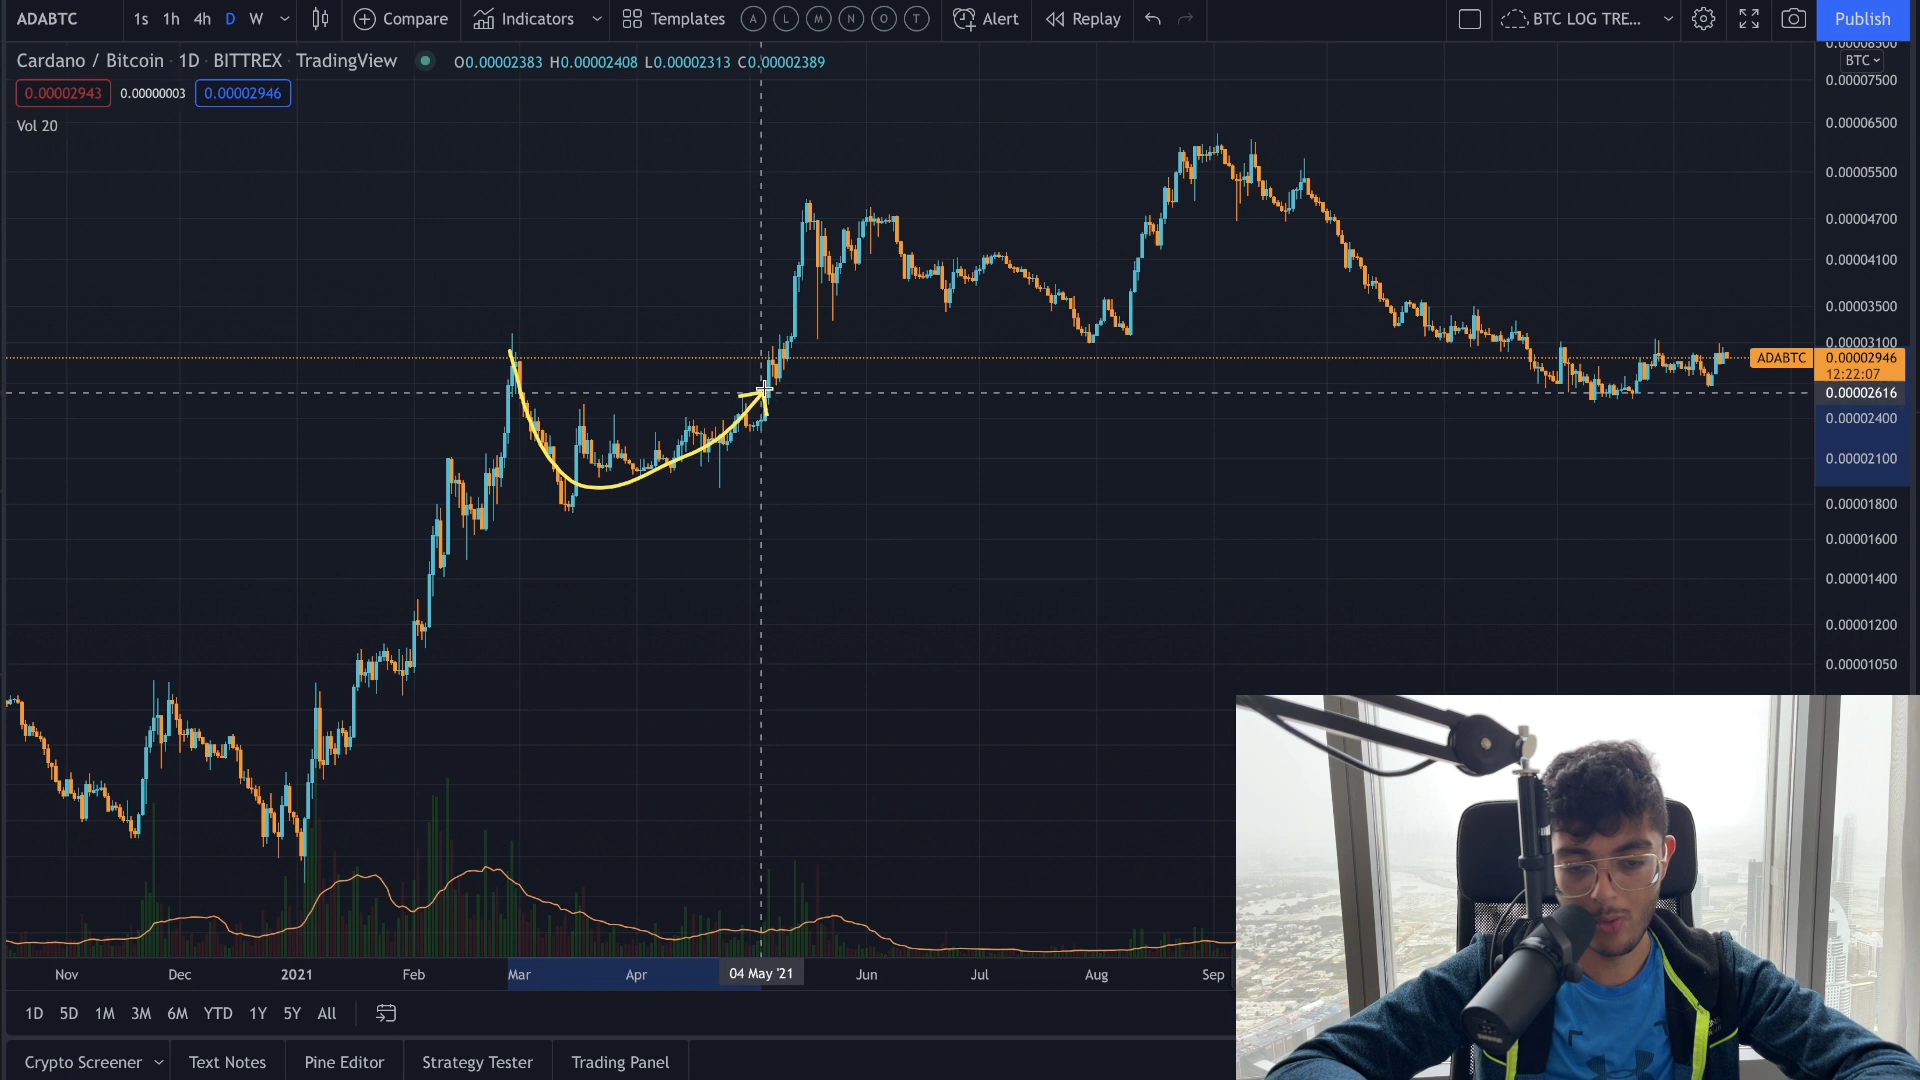 ADABTC 1s 1h 4h D W Compare Indicators Templates A L M N O T Alert Replay BTC LOG TRE... Publish
Cardano / Bitcoin · 1D · BITTREX · TradingView O0.00002383 H0.00002408 L0.00002313 C0.00002389
0.00002943 0.00000003 0.00002946
Vol 20
0.00008500
BTC
0.00007500
0.00006500
0.00005500
0.00004700
0.00004100
0.00003500
0.00003100
ADABTC 0.00002946
12:22:07
0.00002616
0.00002400
0.00002100
0.00001800
0.00001600
0.00001400
0.00001200
0.00001050
Nov Dec 2021 Feb Mar Apr 04 May '21 Jun Jul Aug Sep
1D 5D 1M 3M 6M YTD 1Y 5Y All
Crypto Screener Text Notes Pine Editor Strategy Tester Trading Panel